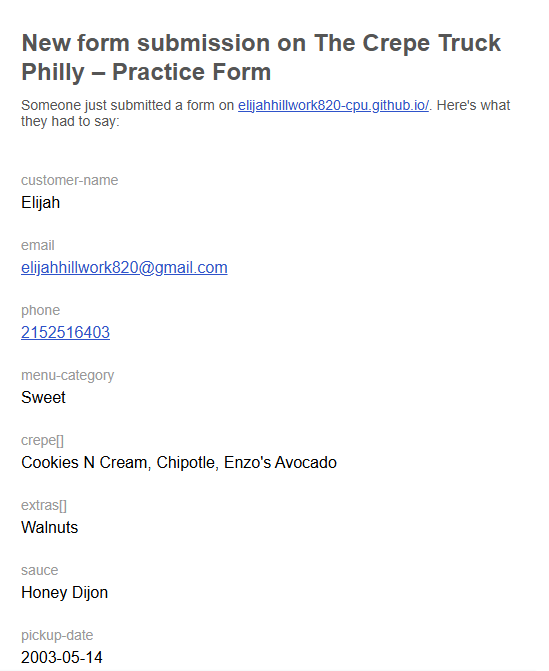 New form submission on The Crepe Truck
Philly – Practice Form
Someone just submitted a form on elijahhillwork820-cpu.github.io/. Here's what
they had to say:
customer-name
Elijah
email
elijahhillwork820@gmail.com
phone
2152516403
menu-category
Sweet
crepe[]
Cookies N Cream, Chipotle, Enzo's Avocado
extras[]
Walnuts
sauce
Honey Dijon
pickup-date
2003-05-14